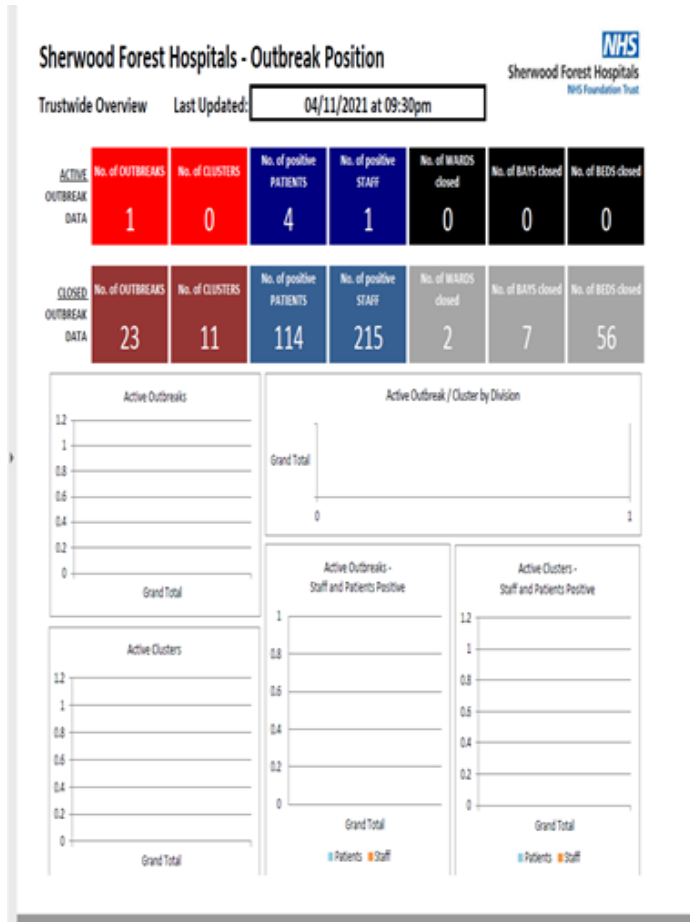 Sherwood Forest Hospitals - Outbreak Position
NHS
Sherwood Forest Hospitals
NHS Foundation Trust
Trustwide Overview Last Updated: 04/11/2021 at 09:30pm
ACTIVE
OUTBREAK
DATA
No. of OUTBREAKS
1
No. of CLUSTERS
0
No. of positive
PATIENTS
4
No. of positive
STAFF
1
No. of WARDS
closed
0
No. of BAYS closed
0
No. of BEDS closed
0
CLOSED
OUTBREAK
DATA
No. of OUTBREAKS
23
No. of CLUSTERS
11
No. of positive
PATIENTS
114
No. of positive
STAFF
215
No. of WARDS
closed
2
No. of BAYS closed
7
No. of BEDS closed
56
Active Outbreaks
1.2
1
0.8
0.6
0.4
0.2
0
Grand Total
Active Outbreak / Cluster by Division
Grand Total
0 1
Active Clusters
1.2
1
0.8
0.6
0.4
0.2
0
Grand Total
Active Outbreaks -
Staff and Patients Positive
1
0.8
0.6
0.4
0.2
0
Grand Total
Patients Staff
Active Clusters -
Staff and Patients Positive
1.2
1
0.8
0.6
0.4
0.2
0
Grand Total
Patients Staff